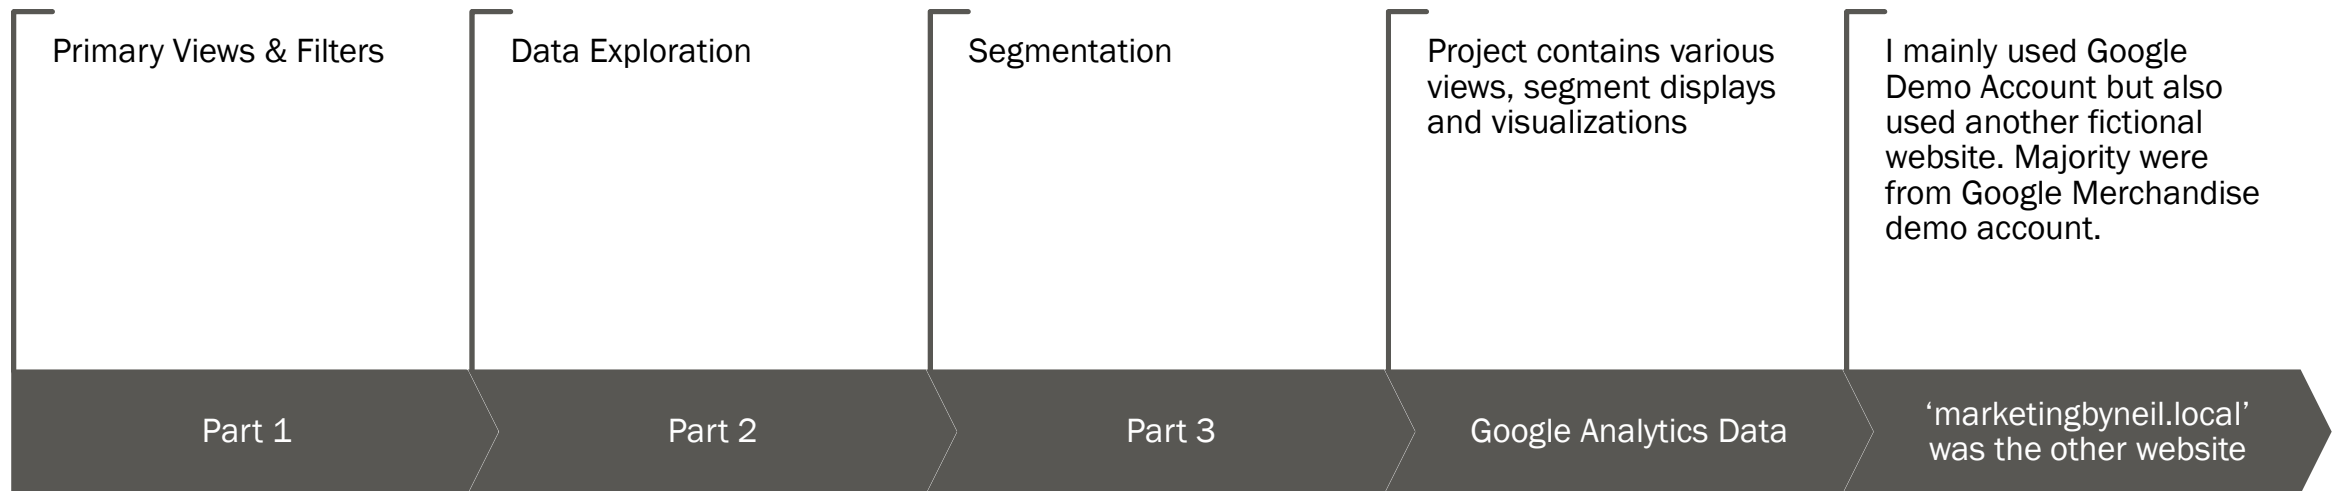 Primary Views & Filters
Data Exploration
Segmentation
Project contains various
views, segment displays
and visualizations
I mainly used Google
Demo Account but also
used another fictional
website. Majority were
from Google Merchandise
demo account.
Part 1
Part 2
Part 3
Google Analytics Data
‘marketingbyneil.local’
was the other website